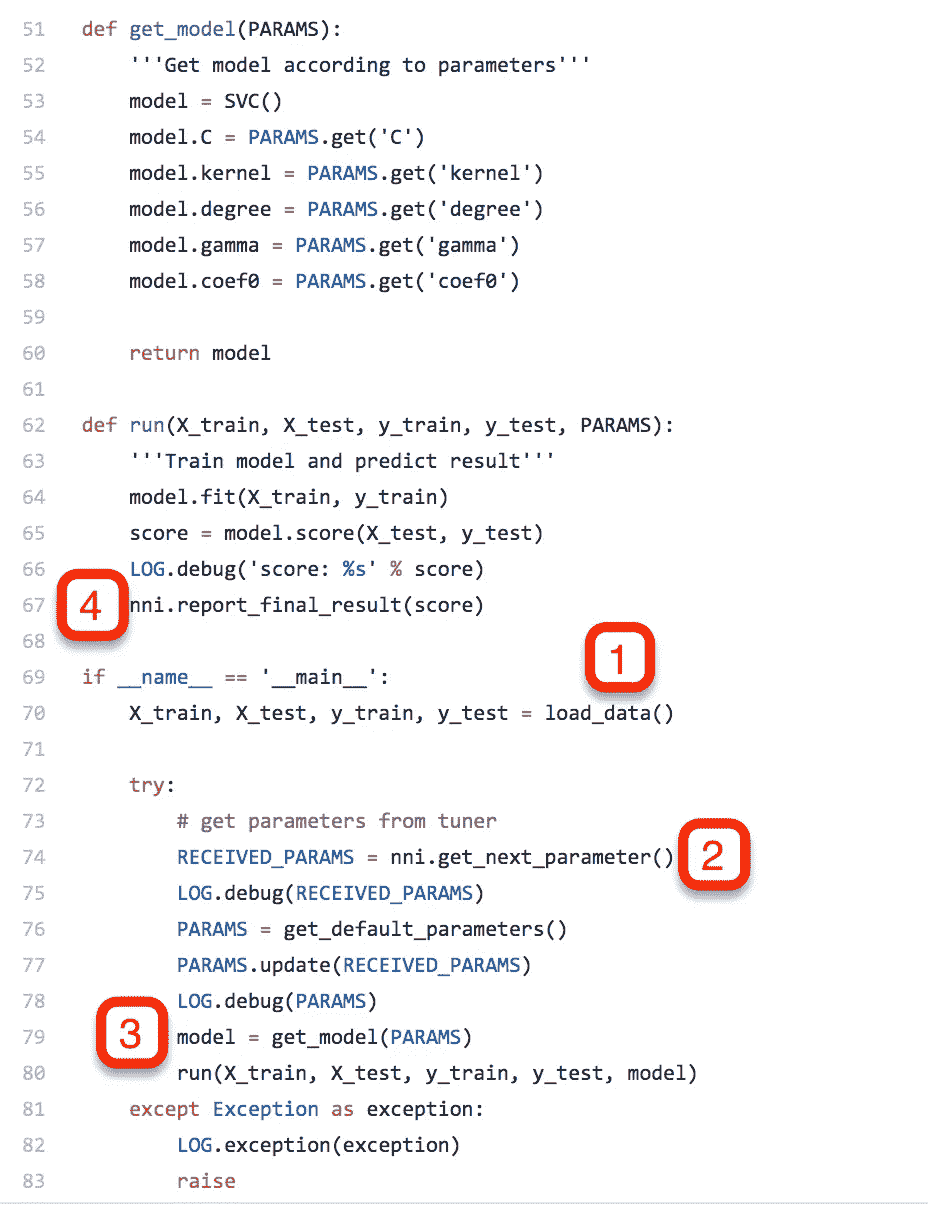 51 def get_model(PARAMS):
52     '''Get model according to parameters'''
53     model = SVC()
54     model.C = PARAMS.get('C')
55     model.kernel = PARAMS.get('kernel')
56     model.degree = PARAMS.get('degree')
57     model.gamma = PARAMS.get('gamma')
58     model.coef0 = PARAMS.get('coef0')
59
60     return model
61
62 def run(X_train, X_test, y_train, y_test, PARAMS):
63     '''Train model and predict result'''
64     model.fit(X_train, y_train)
65     score = model.score(X_test, y_test)
66     LOG.debug('score: %s' % score)
67 4 nni.report_final_result(score)
68
1
69 if __name__ == '__main__':
70     X_train, X_test, y_train, y_test = load_data()
71
72     try:
73         # get parameters from tuner
74         RECEIVED_PARAMS = nni.get_next_parameter() 2
75         LOG.debug(RECEIVED_PARAMS)
76         PARAMS = get_default_parameters()
77         PARAMS.update(RECEIVED_PARAMS)
78         LOG.debug(PARAMS)
79 3 model = get_model(PARAMS)
80         run(X_train, X_test, y_train, y_test, model)
81     except Exception as exception:
82         LOG.exception(exception)
83         raise